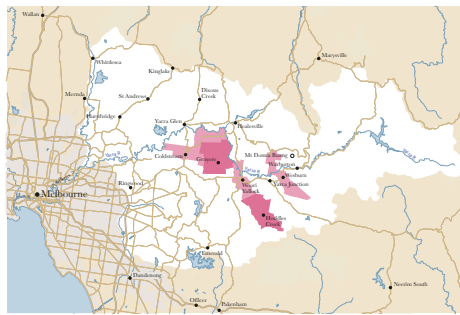 Wallan
Marysville
Whittlesea
Kinglake
Dixons
Creek
Mernda
St Andrews
Hurstbridge
Yarra Glen
Healesville
Coldstream
Gruyere
Mt Donna Buang
Warburton
Wesburn
Yarra Junction
Woori
Yallock
Ringwood
Melbourne
Hoddles
Creek
Emerald
Dandenong
Officer
Pakenham
Neerim South